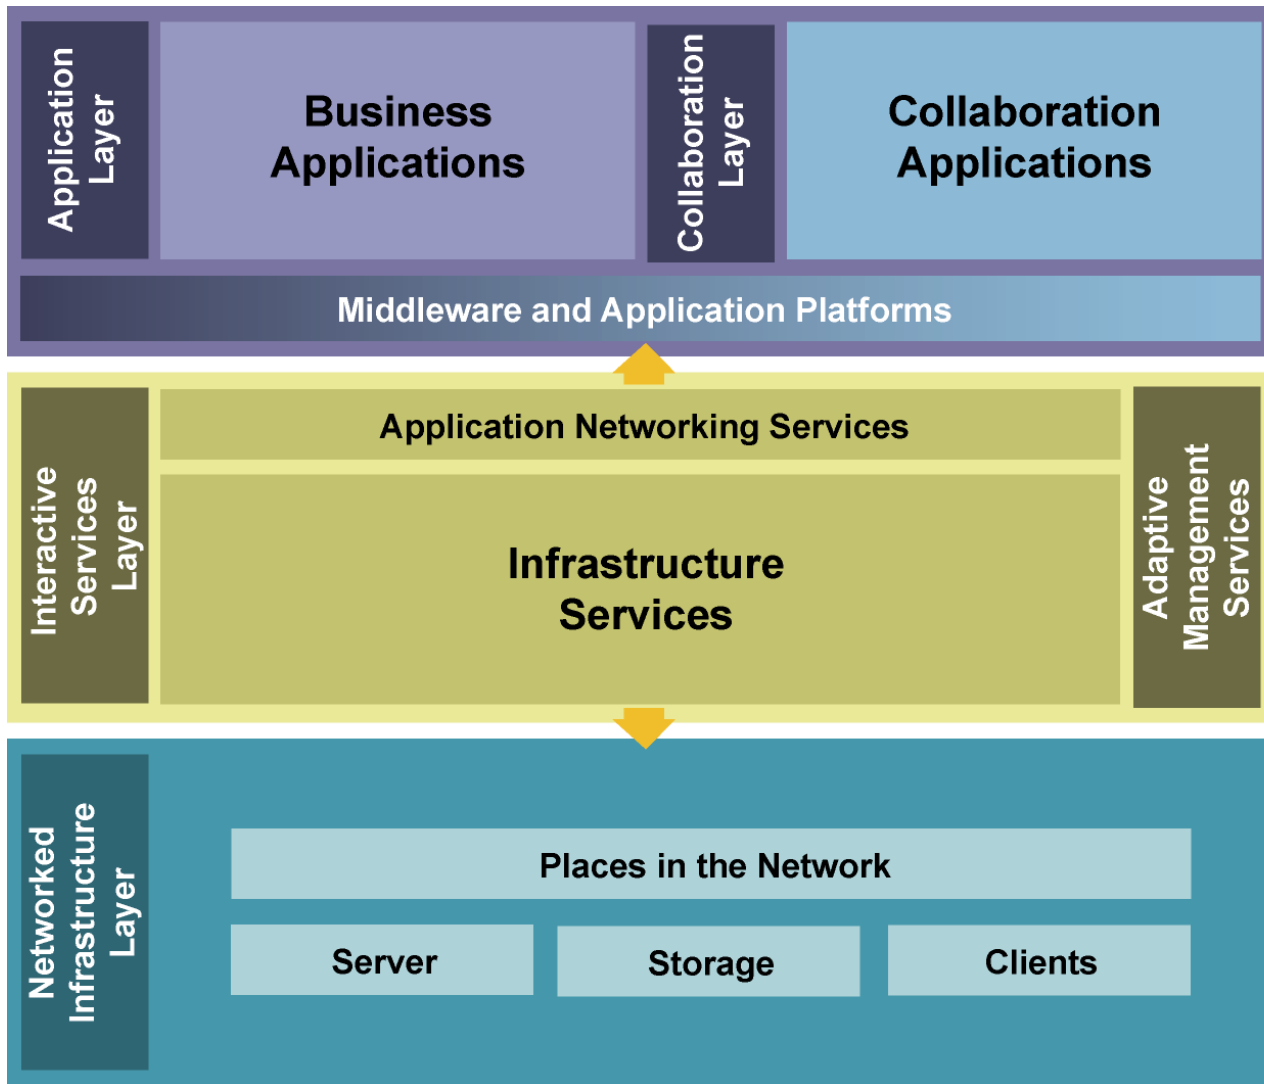 Application
Layer
Business
Applications
Collaboration
Layer
Collaboration
Applications
Middleware and Application Platforms
Interactive
Services
Layer
Application Networking Services
Infrastructure
Services
Adaptive
Management
Services
Networked
Infrastructure
Layer
Places in the Network
Server
Storage
Clients